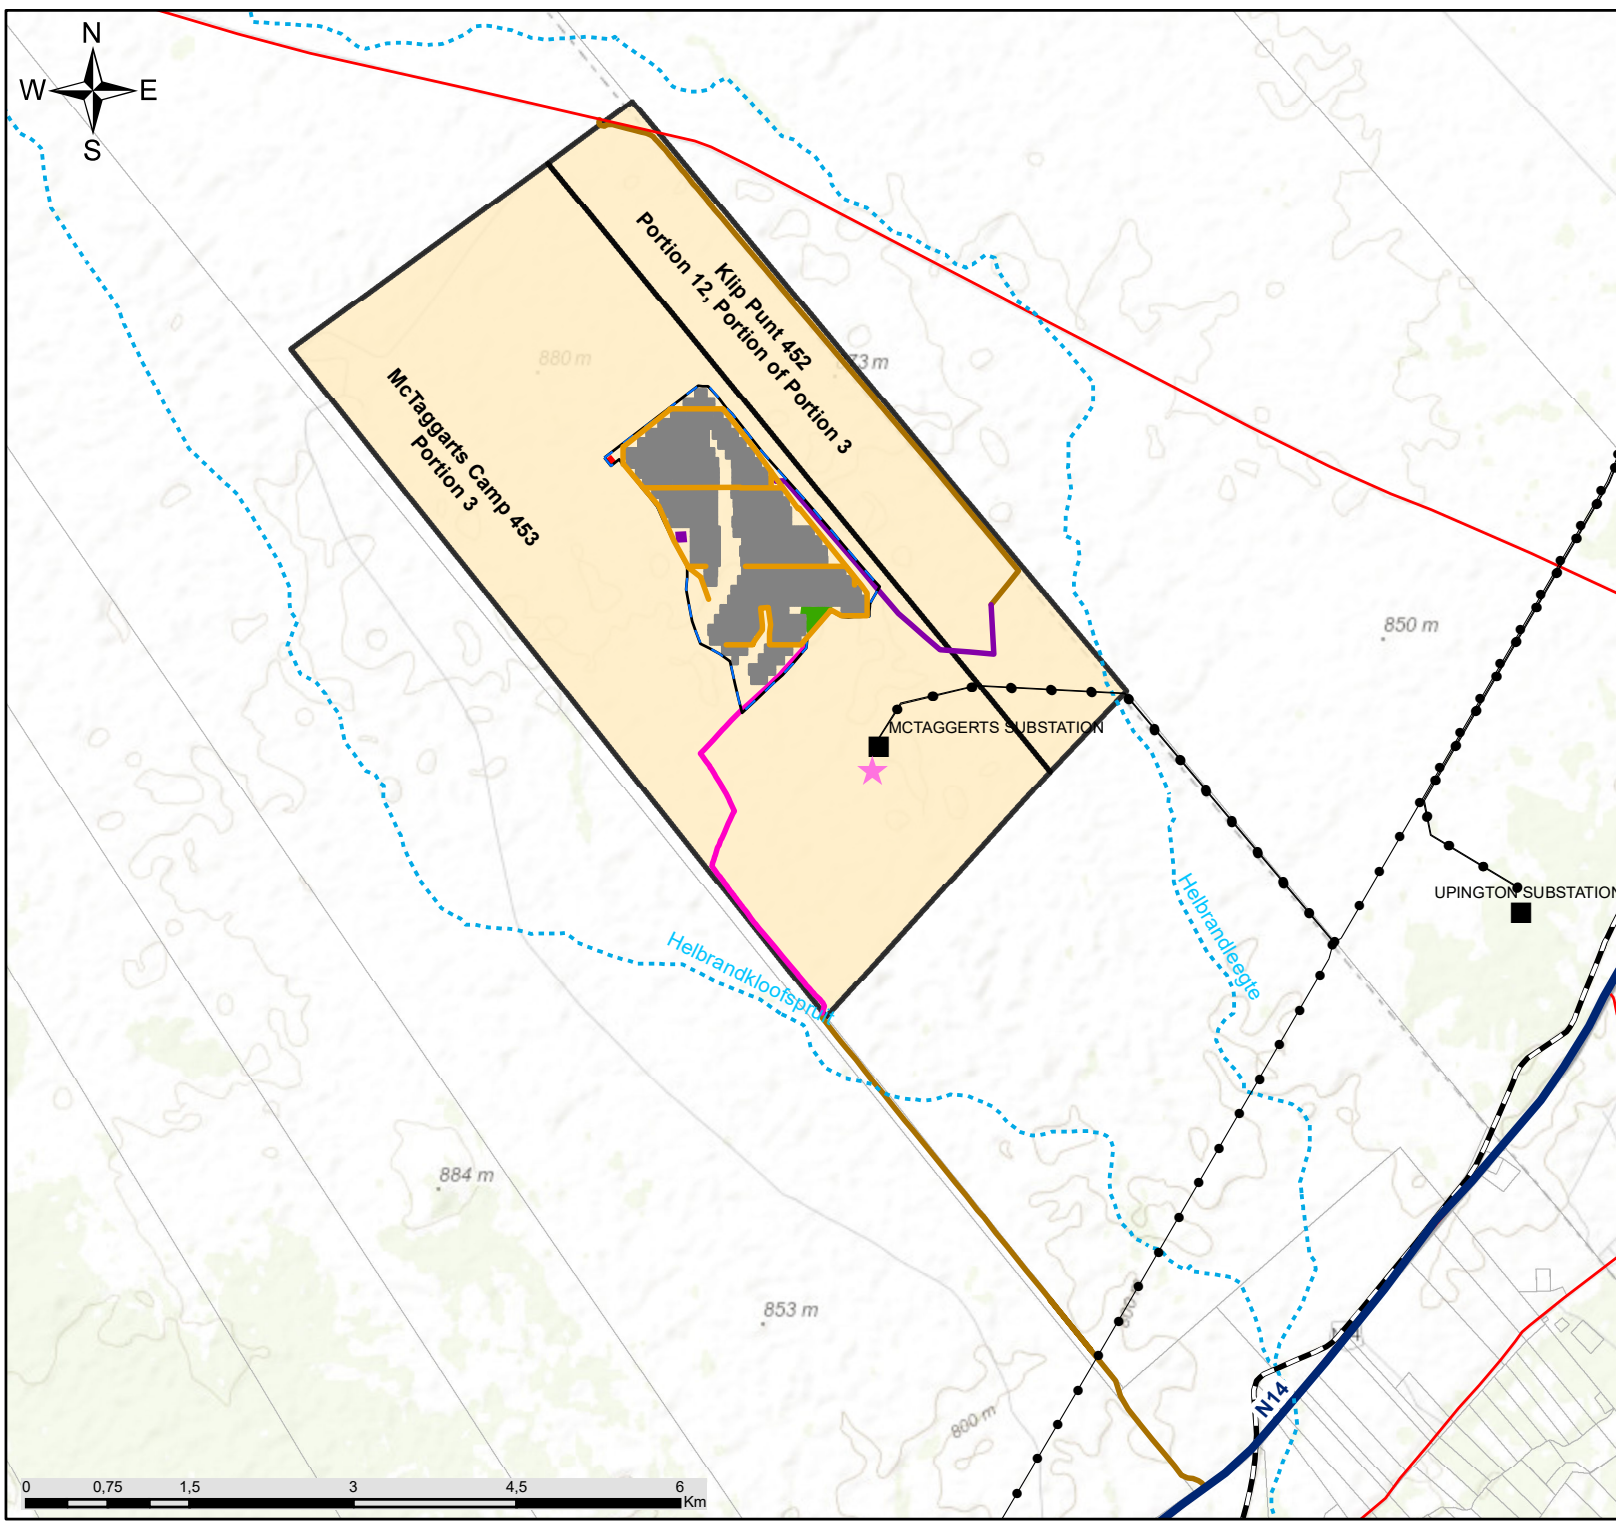 N
W E
S
Klip Punt 452
Portion 12, Portion of Portion 3
880 m
73 m
McTaggarts Camp 453
Portion 3
850 m
MCTAGGERTS SUBSTATION
UPINGTON SUBSTATION
Helbrandleegte
Helbrandkloofspruit
884 m
853 m
800 m
N14
0 0,75 1,5 3 4,5 6
Km